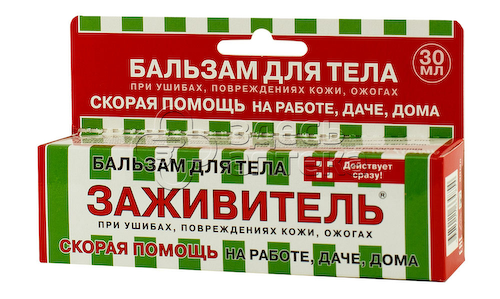 БАЛЬЗАМ ДЛЯ ТЕЛА
30 МЛ
ПРИ УШИБАХ, ПОВРЕЖДЕНИЯХ КОЖИ, ОЖОГАХ
СКОРАЯ ПОМОЩЬ НА РАБОТЕ, ДАЧЕ, ДОМА
БАЛЬЗАМ ДЛЯ ТЕЛА
Действует
сразу!
ЗАЖИВИТЕЛЬ®
ПРИ УШИБАХ, ПОВРЕЖДЕНИЯХ КОЖИ, ОЖОГАХ
СКОРАЯ ПОМОЩЬ НА РАБОТЕ, ДАЧЕ, ДОМА